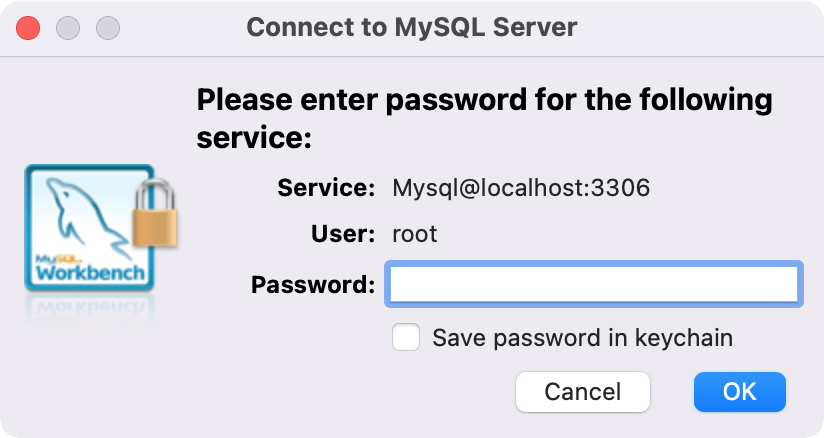 Connect to MySQL Server
Please enter password for the following
service:
Service: Mysql@localhost:3306
User: root
MySQL
Workbench
Password:
Save password in keychain
Cancel OK